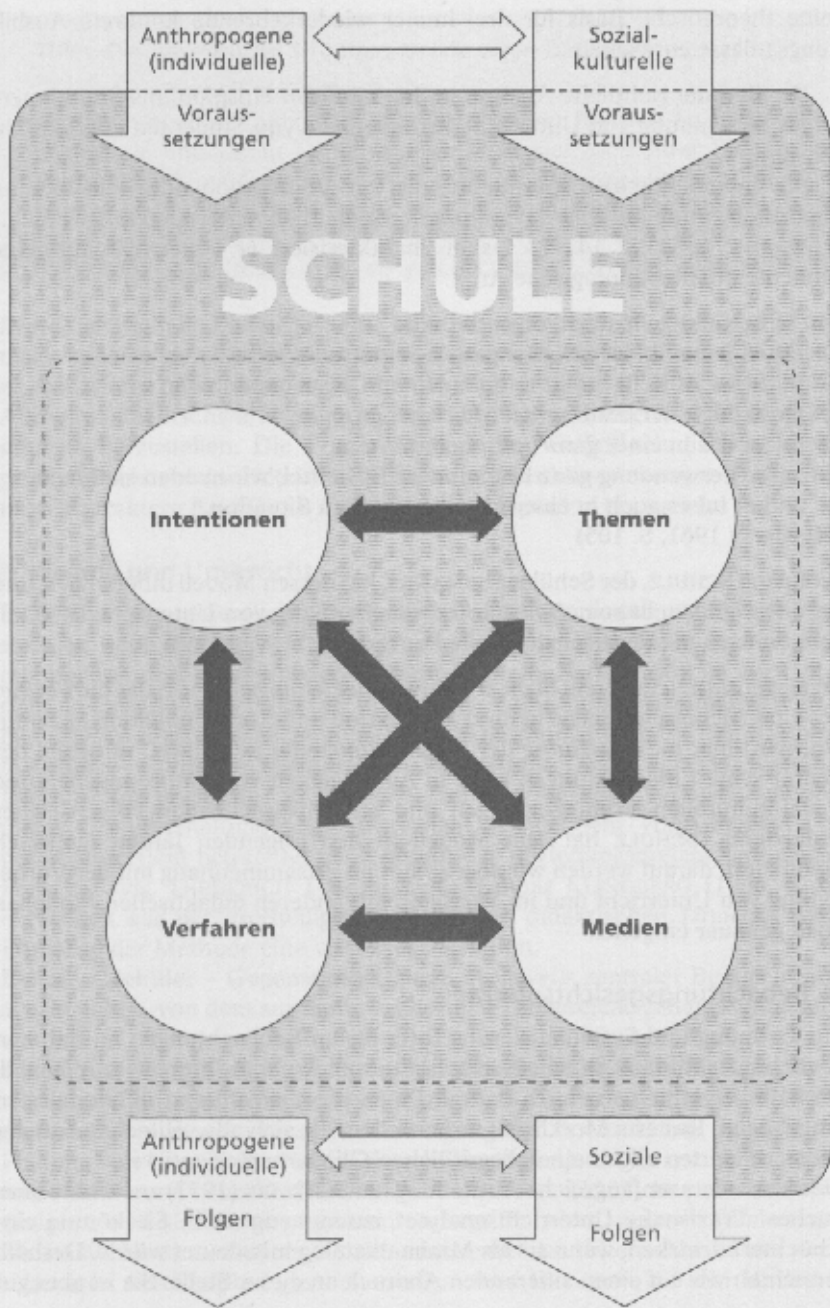 Anthropogene
(individuelle)
Voraus-
setzungen
Sozial-
kulturelle
Voraus-
setzungen
SCHULE
Intentionen
Themen
Verfahren
Medien
Anthropogene
(individuelle)
Folgen
Soziale
Folgen